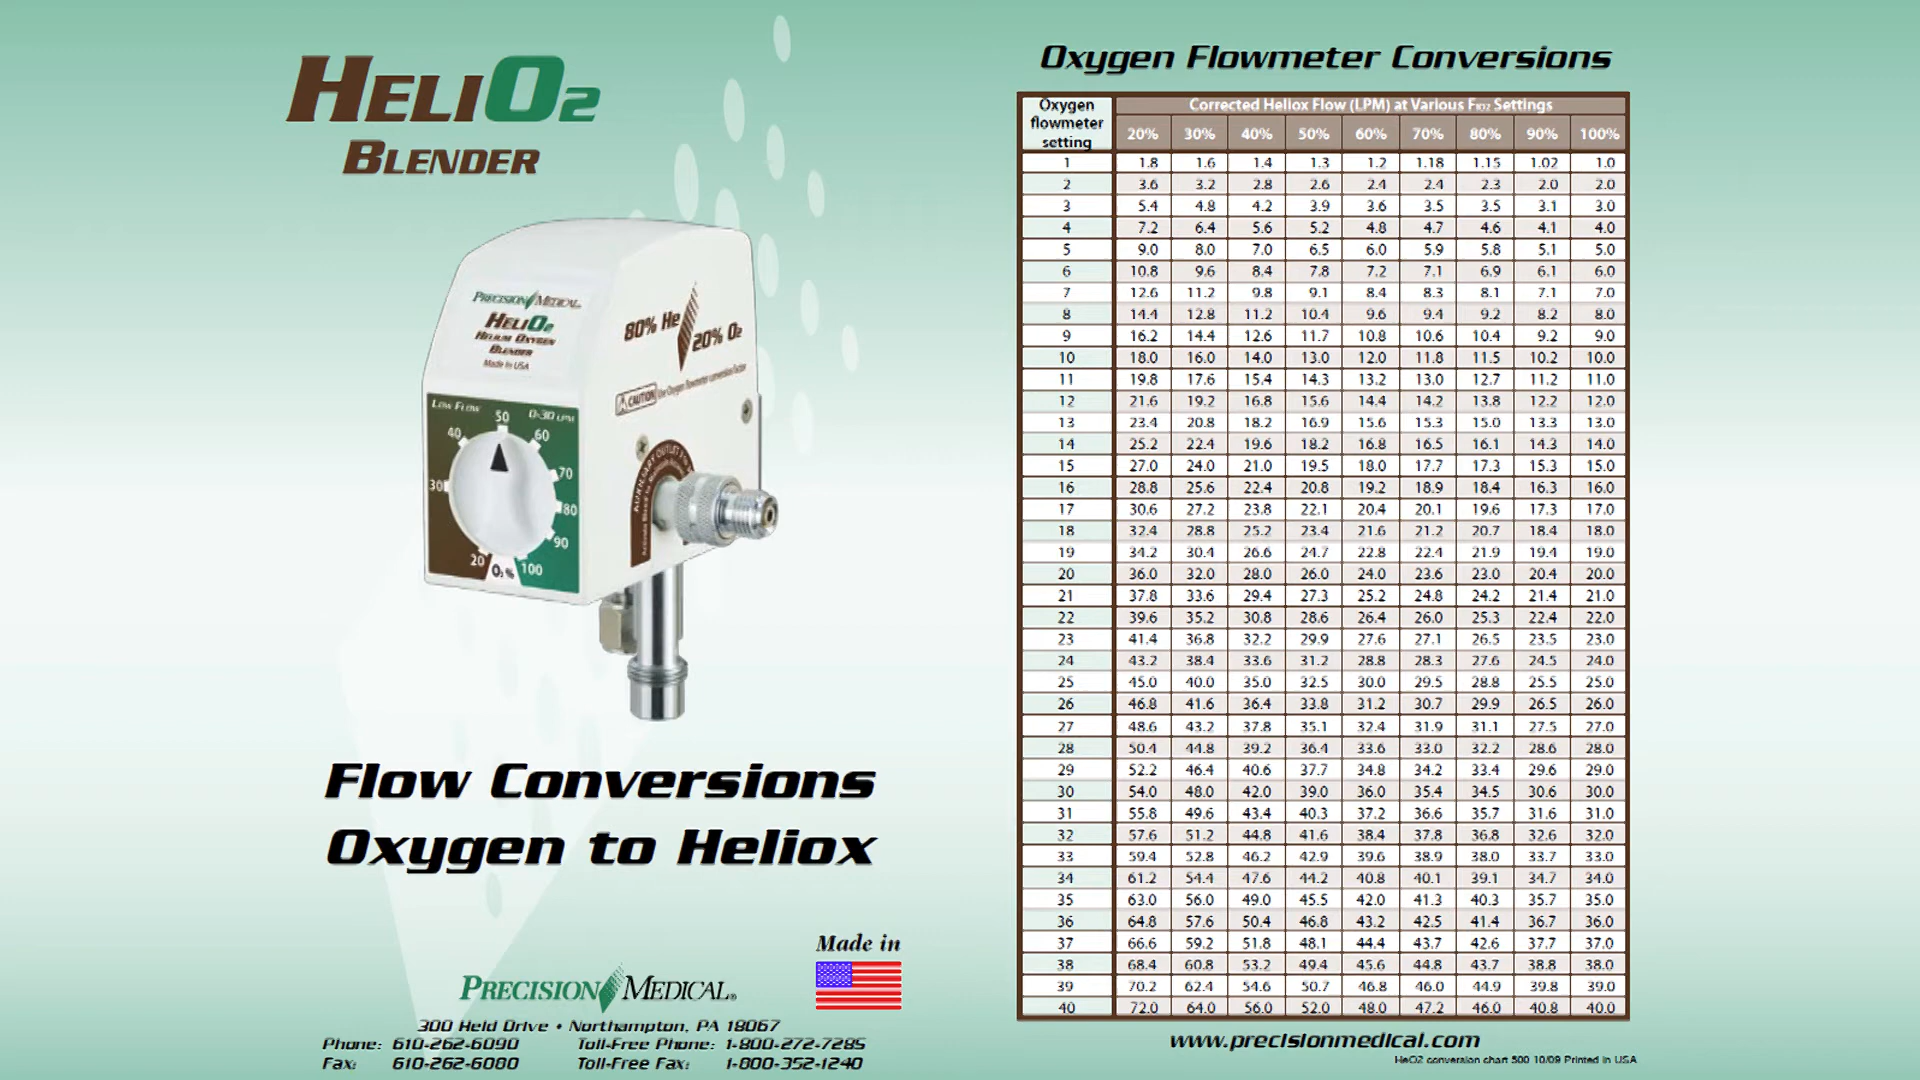 HELIO2
BLENDER
PRECISION MEDICAL
HELIO2
HELIUM OXYGEN
BLENDER
Made in USA
80% He
20% O2
CAUTION Use Oxygen flowmeter conversion Factor
LOW FLOW 0-30 LPM
50
40 60
70
30
80
90
20 O2 % 100
AUXILIARY OUTLET
Flow Conversions
Oxygen to Heliox
Made in
PRECISION MEDICAL®
300 Held Drive • Northampton, PA 18067
Phone: 610-262-6090 Toll-Free Phone: 1-800-272-7285
Fax: 610-262-6080 Toll-Free Fax: 1-800-352-1240
Oxygen Flowmeter Conversions
Oxygen flowmeter setting Corrected Heliox Flow (LPM) at Various FIO2 Settings
20% 30% 40% 50% 60% 70% 80% 90% 100%
1 1.8 1.6 1.4 1.3 1.2 1.18 1.15 1.02 1.0
2 3.6 3.2 2.8 2.6 2.4 2.4 2.3 2.0 2.0
3 5.4 4.8 4.2 3.9 3.6 3.5 3.5 3.1 3.0
4 7.2 6.4 5.6 5.2 4.8 4.7 4.6 4.1 4.0
5 9.0 8.0 7.0 6.5 6.0 5.9 5.8 5.1 5.0
6 10.8 9.6 8.4 7.8 7.2 7.1 6.9 6.1 6.0
7 12.6 11.2 9.8 9.1 8.4 8.3 8.1 7.1 7.0
8 14.4 12.8 11.2 10.4 9.6 9.4 9.2 8.2 8.0
9 16.2 14.4 12.6 11.7 10.8 10.6 10.4 9.2 9.0
10 18.0 16.0 14.0 13.0 12.0 11.8 11.5 10.2 10.0
11 19.8 17.6 15.4 14.3 13.2 13.0 12.7 11.2 11.0
12 21.6 19.2 16.8 15.6 14.4 14.2 13.8 12.2 12.0
13 23.4 20.8 18.2 16.9 15.6 15.3 15.0 13.3 13.0
14 25.2 22.4 19.6 18.2 16.8 16.5 16.1 14.3 14.0
15 27.0 24.0 21.0 19.5 18.0 17.7 17.3 15.3 15.0
16 28.8 25.6 22.4 20.8 19.2 18.9 18.4 16.3 16.0
17 30.6 27.2 23.8 22.1 20.4 20.1 19.6 17.3 17.0
18 32.4 28.8 25.2 23.4 21.6 21.2 20.7 18.4 18.0
19 34.2 30.4 26.6 24.7 22.8 22.4 21.9 19.4 19.0
20 36.0 32.0 28.0 26.0 24.0 23.6 23.0 20.4 20.0
21 37.8 33.6 29.4 27.3 25.2 24.8 24.2 21.4 21.0
22 39.6 35.2 30.8 28.6 26.4 26.0 25.3 22.4 22.0
23 41.4 36.8 32.2 29.9 27.6 27.1 26.5 23.5 23.0
24 43.2 38.4 33.6 31.2 28.8 28.3 27.6 24.5 24.0
25 45.0 40.0 35.0 32.5 30.0 29.5 28.8 25.5 25.0
26 46.8 41.6 36.4 33.8 31.2 30.7 29.9 26.5 26.0
27 48.6 43.2 37.8 35.1 32.4 31.9 31.1 27.5 27.0
28 50.4 44.8 39.2 36.4 33.6 33.0 32.2 28.6 28.0
29 52.2 46.4 40.6 37.7 34.8 34.2 33.4 29.6 29.0
30 54.0 48.0 42.0 39.0 36.0 35.4 34.5 30.6 30.0
31 55.8 49.6 43.4 40.3 37.2 36.6 35.7 31.6 31.0
32 57.6 51.2 44.8 41.6 38.4 37.8 36.8 32.6 32.0
33 59.4 52.8 46.2 42.9 39.6 38.9 38.0 33.7 33.0
34 61.2 54.4 47.6 44.2 40.8 40.1 39.1 34.7 34.0
35 63.0 56.0 49.0 45.5 42.0 41.3 40.3 35.7 35.0
36 64.8 57.6 50.4 46.8 43.2 42.5 41.4 36.7 36.0
37 66.6 59.2 51.8 48.1 44.4 43.7 42.6 37.7 37.0
38 68.4 60.8 53.2 49.4 45.6 44.8 43.7 38.8 38.0
39 70.2 62.4 54.6 50.7 46.8 46.0 44.9 39.8 39.0
40 72.0 64.0 56.0 52.0 48.0 47.2 46.0 40.8 40.0
www.precisionmedical.com
HeO2 conversion chart 500 10/09 Printed in USA